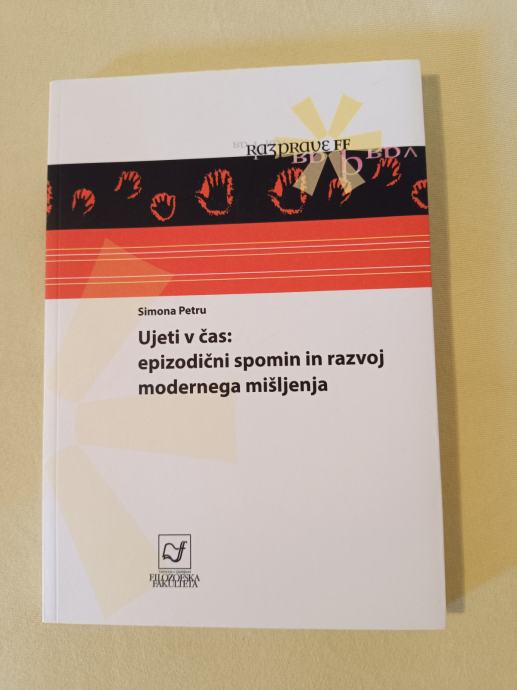 RAZPRAVE FF
Simona Petru
Ujeti v čas:
epizodični spomin in razvoj
modernega mišljenja
FILOZOFSKA
FAKULTETA